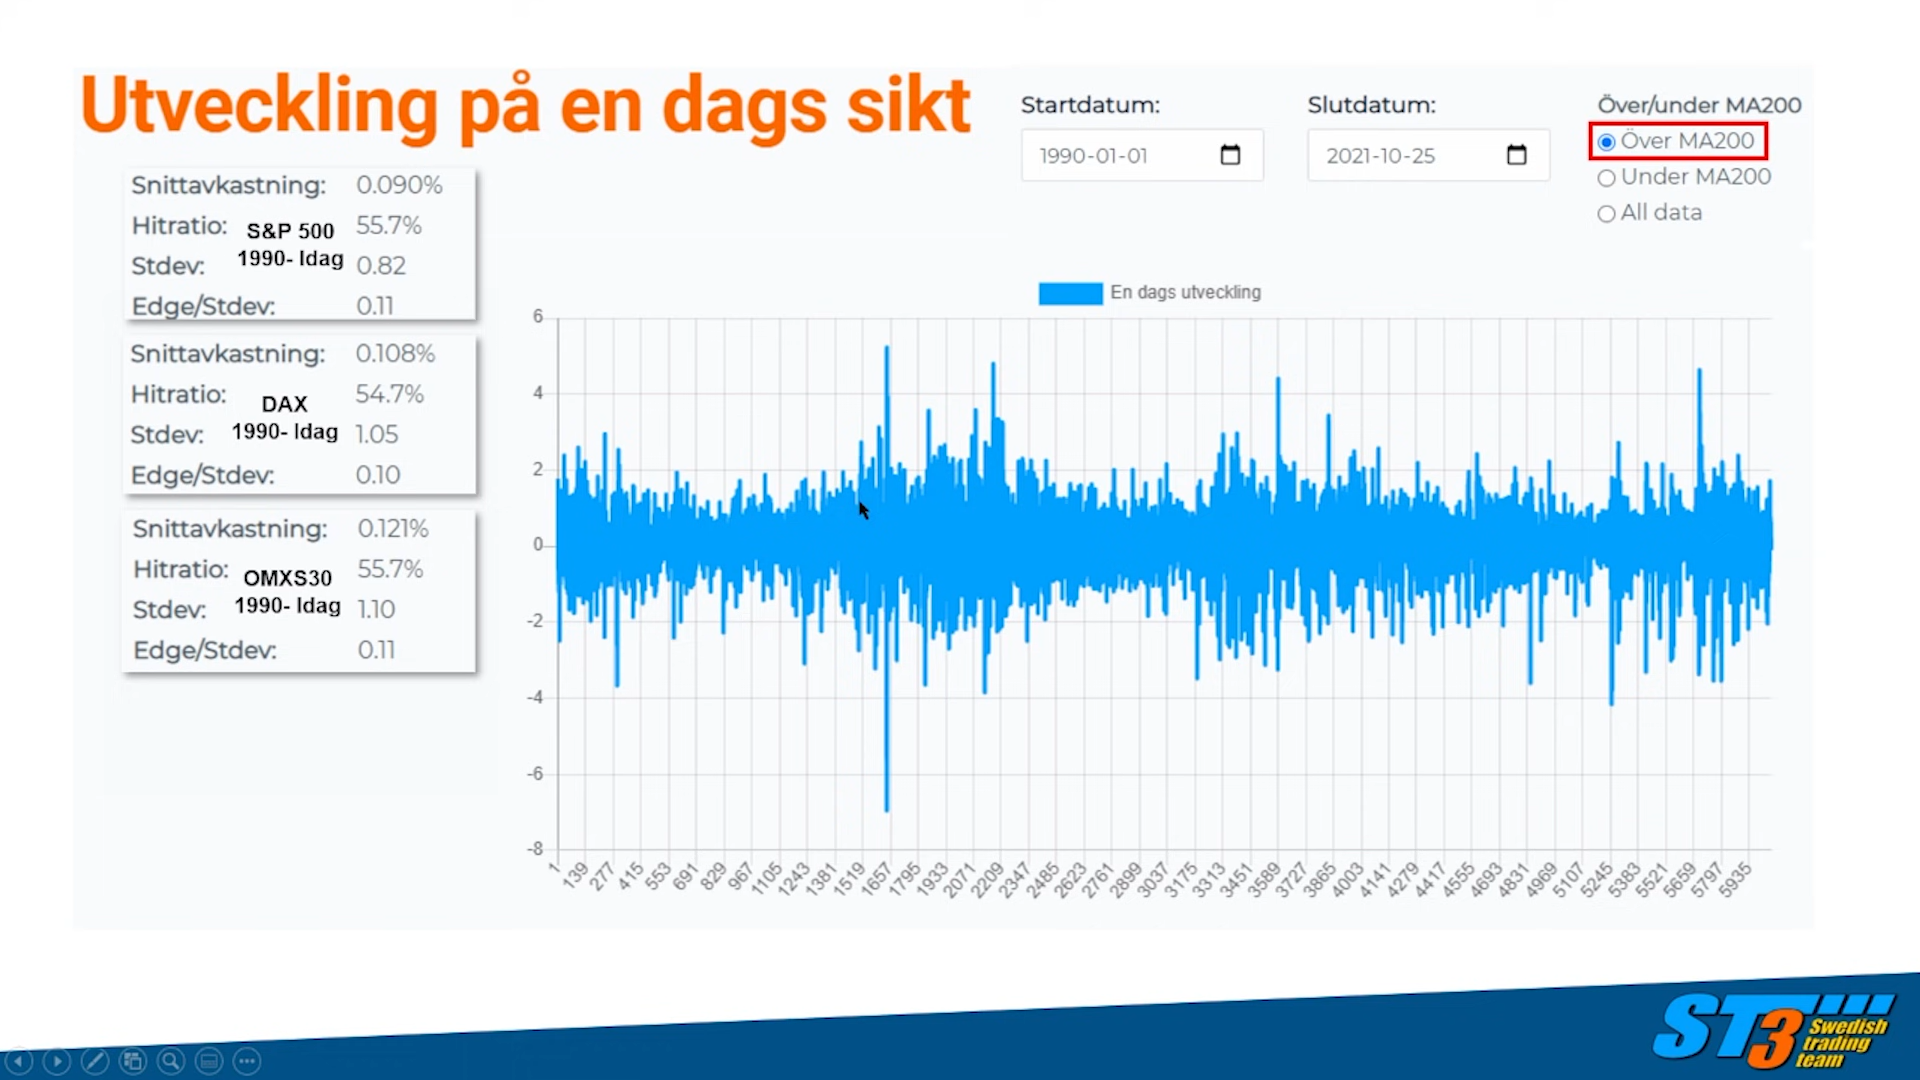 Utveckling på en dags sikt
Startdatum:
1990-01-01
Slutdatum:
2021-10-25
Över/under MA200
Över MA200
Under MA200
All data
Snittavkastning: 0.090%
Hitratio: 55.7%
S&P 500
1990- Idag
Stdev: 0.82
Edge/Stdev: 0.11
Snittavkastning: 0.108%
Hitratio: 54.7%
DAX
1990- Idag
Stdev: 1.05
Edge/Stdev: 0.10
Snittavkastning: 0.121%
Hitratio: 55.7%
OMXS30
1990- Idag
Stdev: 1.10
Edge/Stdev: 0.11
En dags utveckling
6
4
2
0
-2
-4
-6
-8
1 139 277 415 553 691 829 967 1105 1243 1381 1519 1657 1795 1933 2071 2209 2347 2485 2623 2761 2899 3037 3175 3313 3451 3589 3727 3865 4003 4141 4279 4417 4555 4693 4831 4969 5107 5245 5383 5521 5659 5797 5935
ST3
Swedish
trading
team